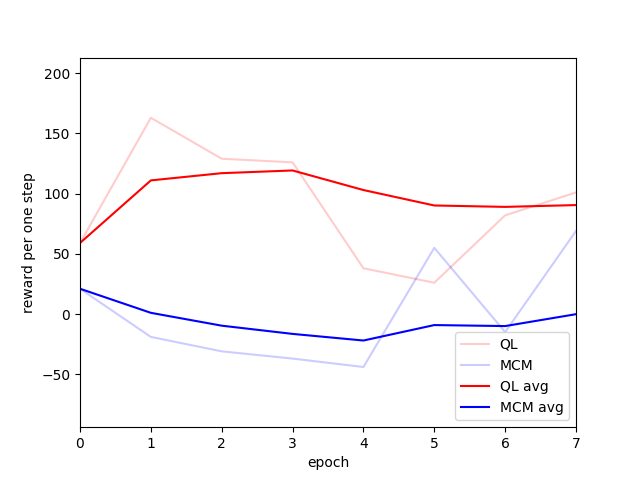 200
150
100
50
0
−50
reward per one step
0 1 2 3 4 5 6 7
epoch
QL
MCM
QL avg
MCM avg